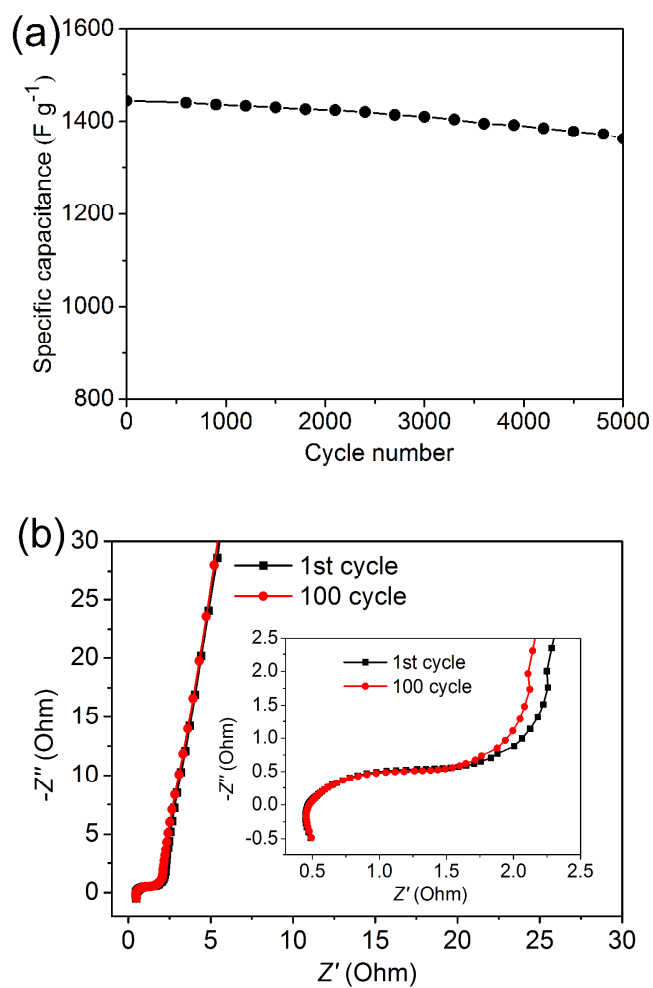 (a)
1600
1400
1200
1000
800
Specific capacitance (F g-1)
0 1000 2000 3000 4000 5000
Cycle number
(b)
30
25
20
15
10
5
0
-Z'' (Ohm)
1st cycle
100 cycle
2.5
2.0
1.5
1.0
0.5
0.0
-0.5
-Z'' (Ohm)
1st cycle
100 cycle
0.5 1.0 1.5 2.0 2.5
Z' (Ohm)
0 5 10 15 20 25 30
Z' (Ohm)